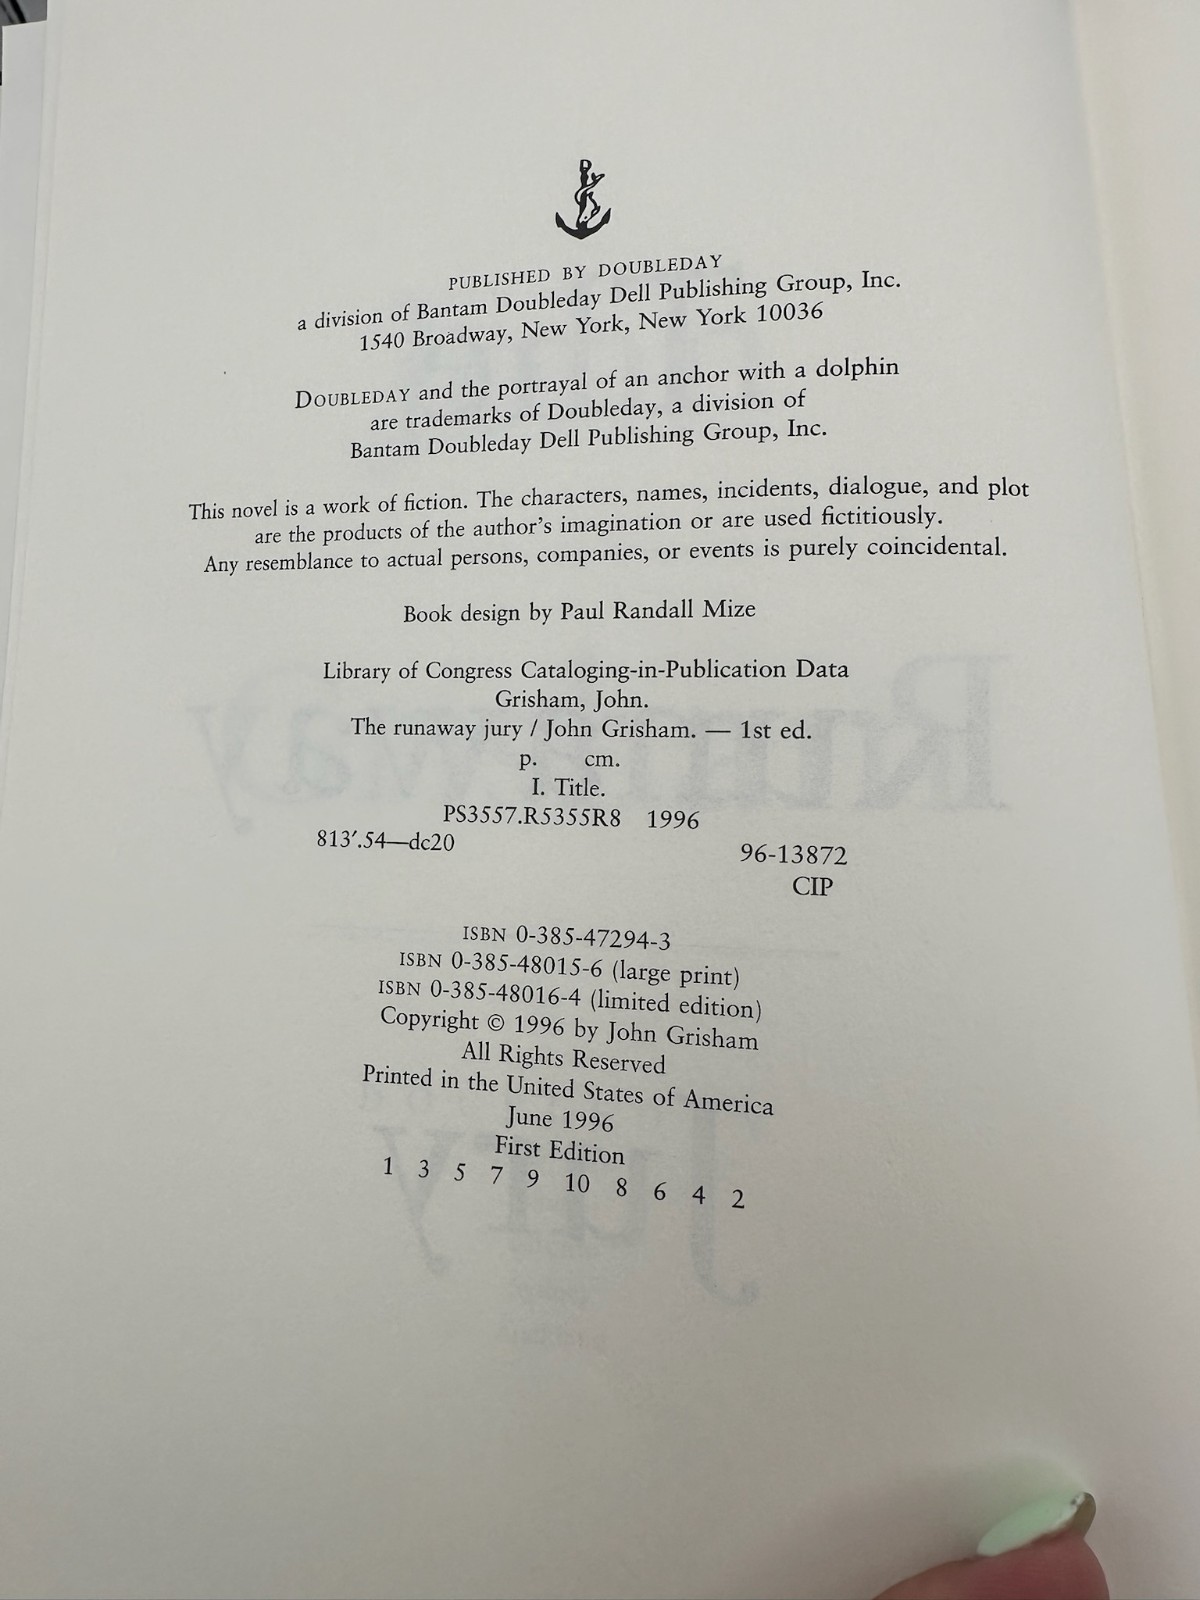 PUBLISHED BY DOUBLEDAY
a division of Bantam Doubleday Dell Publishing Group, Inc.
1540 Broadway, New York, New York 10036
DOUBLEDAY and the portrayal of an anchor with a dolphin
are trademarks of Doubleday, a division of
Bantam Doubleday Dell Publishing Group, Inc.
This novel is a work of fiction. The characters, names, incidents, dialogue, and plot
are the products of the author's imagination or are used fictitiously.
Any resemblance to actual persons, companies, or events is purely coincidental.
Book design by Paul Randall Mize
Library of Congress Cataloging-in-Publication Data
Grisham, John.
The runaway jury / John Grisham. — 1st ed.
p. cm.
I. Title.
PS3557.R5355R8 1996
813′.54—dc20
96-13872
CIP
ISBN 0-385-47294-3
ISBN 0-385-48015-6 (large print)
ISBN 0-385-48016-4 (limited edition)
Copyright © 1996 by John Grisham
All Rights Reserved
Printed in the United States of America
June 1996
First Edition
1 3 5 7 9 10 8 6 4 2